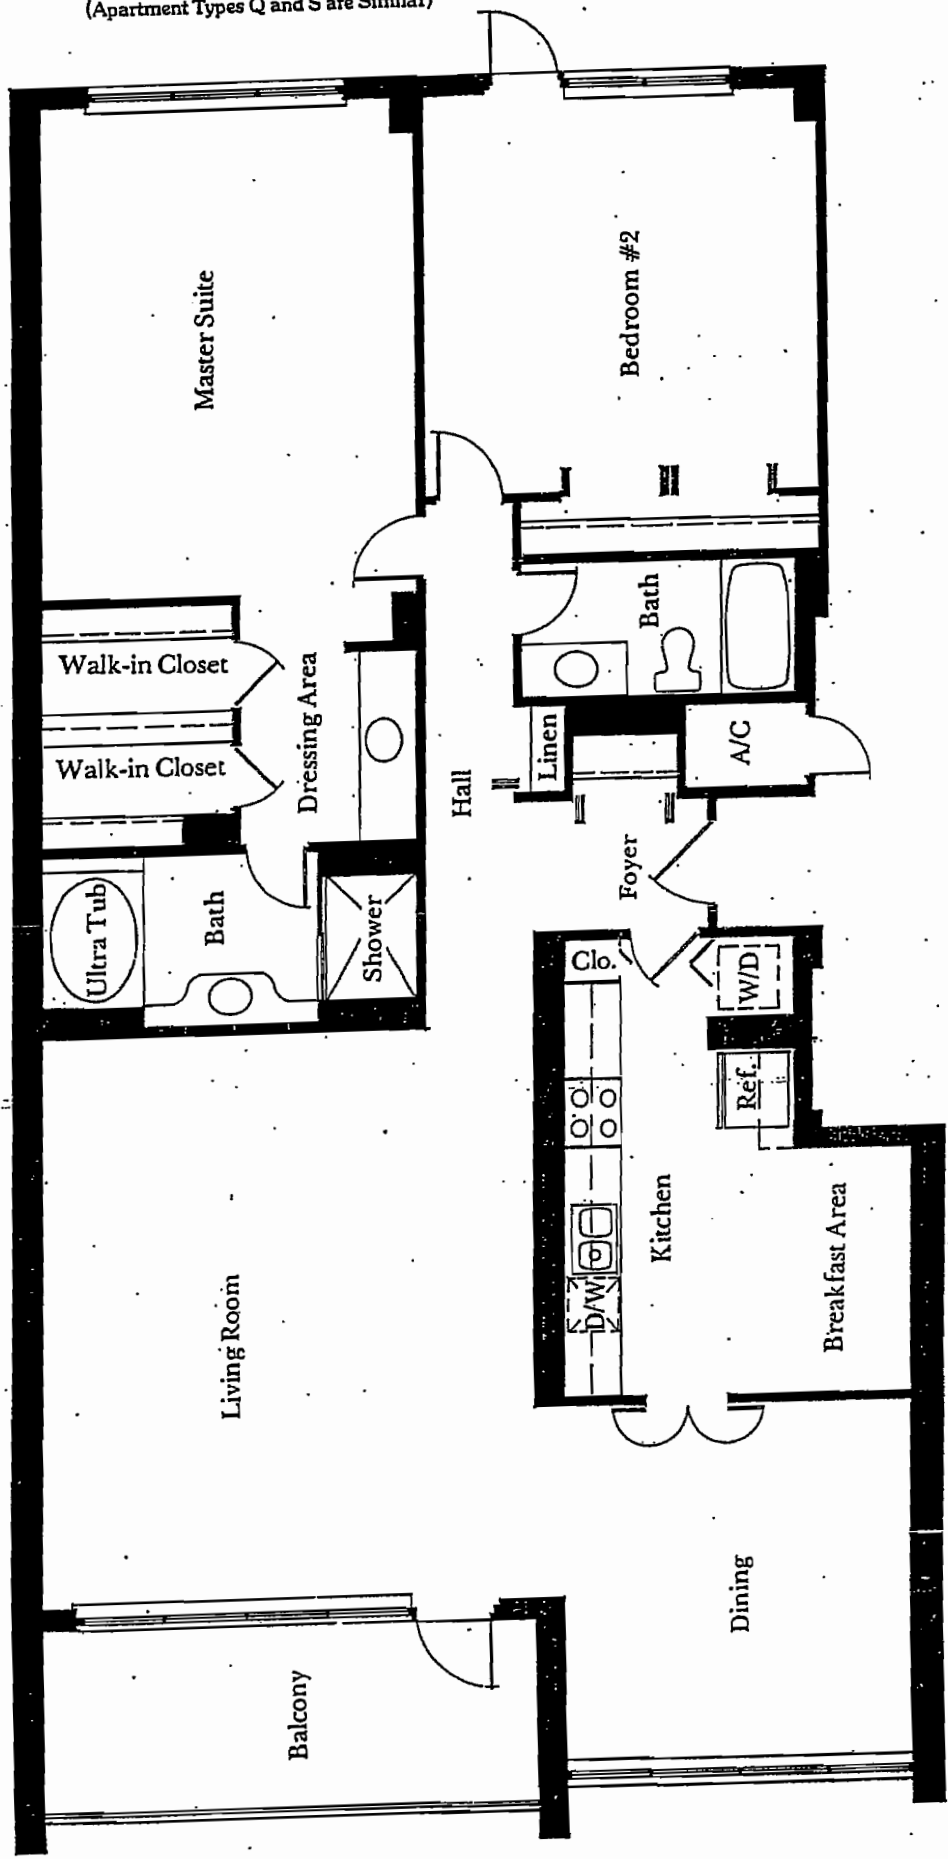 (Apartment Types Q and S are Similar)
Master Suite
Bedroom #2
Walk-in Closet
Walk-in Closet
Dressing Area
Bath
Linen
A/C
Hall
Foyer
Ultra Tub
Bath
Shower
Clo.
W/D
Ref.
Kitchen
D/W
Breakfast Area
Living Room
Dining
Balcony